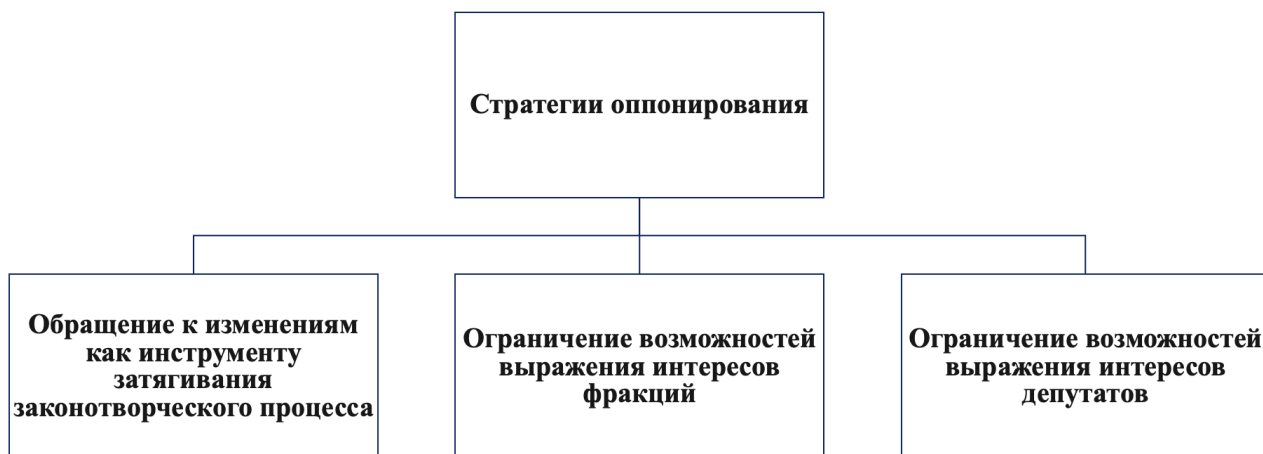 Стратегии оппонирования
Обращение к изменениям
как инструменту
затягивания
законотворческого процесса
Ограничение возможностей
выражения интересов
фракций
Ограничение возможностей
выражения интересов
депутатов